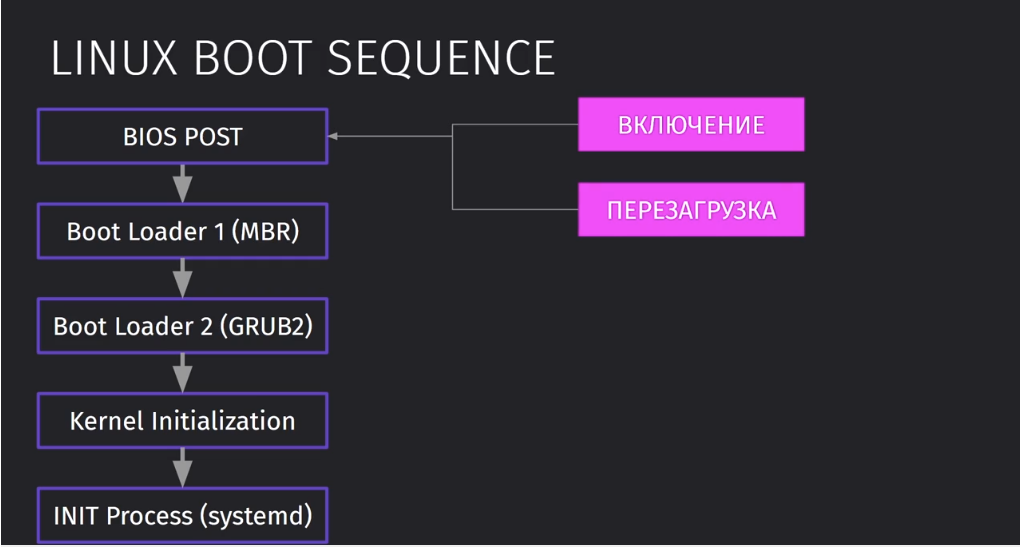 LINUX BOOT SEQUENCE
BIOS POST
ВКЛЮЧЕНИЕ
ПЕРЕЗАГРУЗКА
Boot Loader 1 (MBR)
Boot Loader 2 (GRUB2)
Kernel Initialization
INIT Process (systemd)